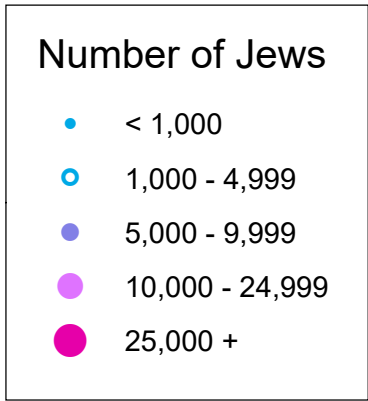 Number of Jews
< 1,000
1,000 - 4,999
5,000 - 9,999
10,000 - 24,999
25,000 +